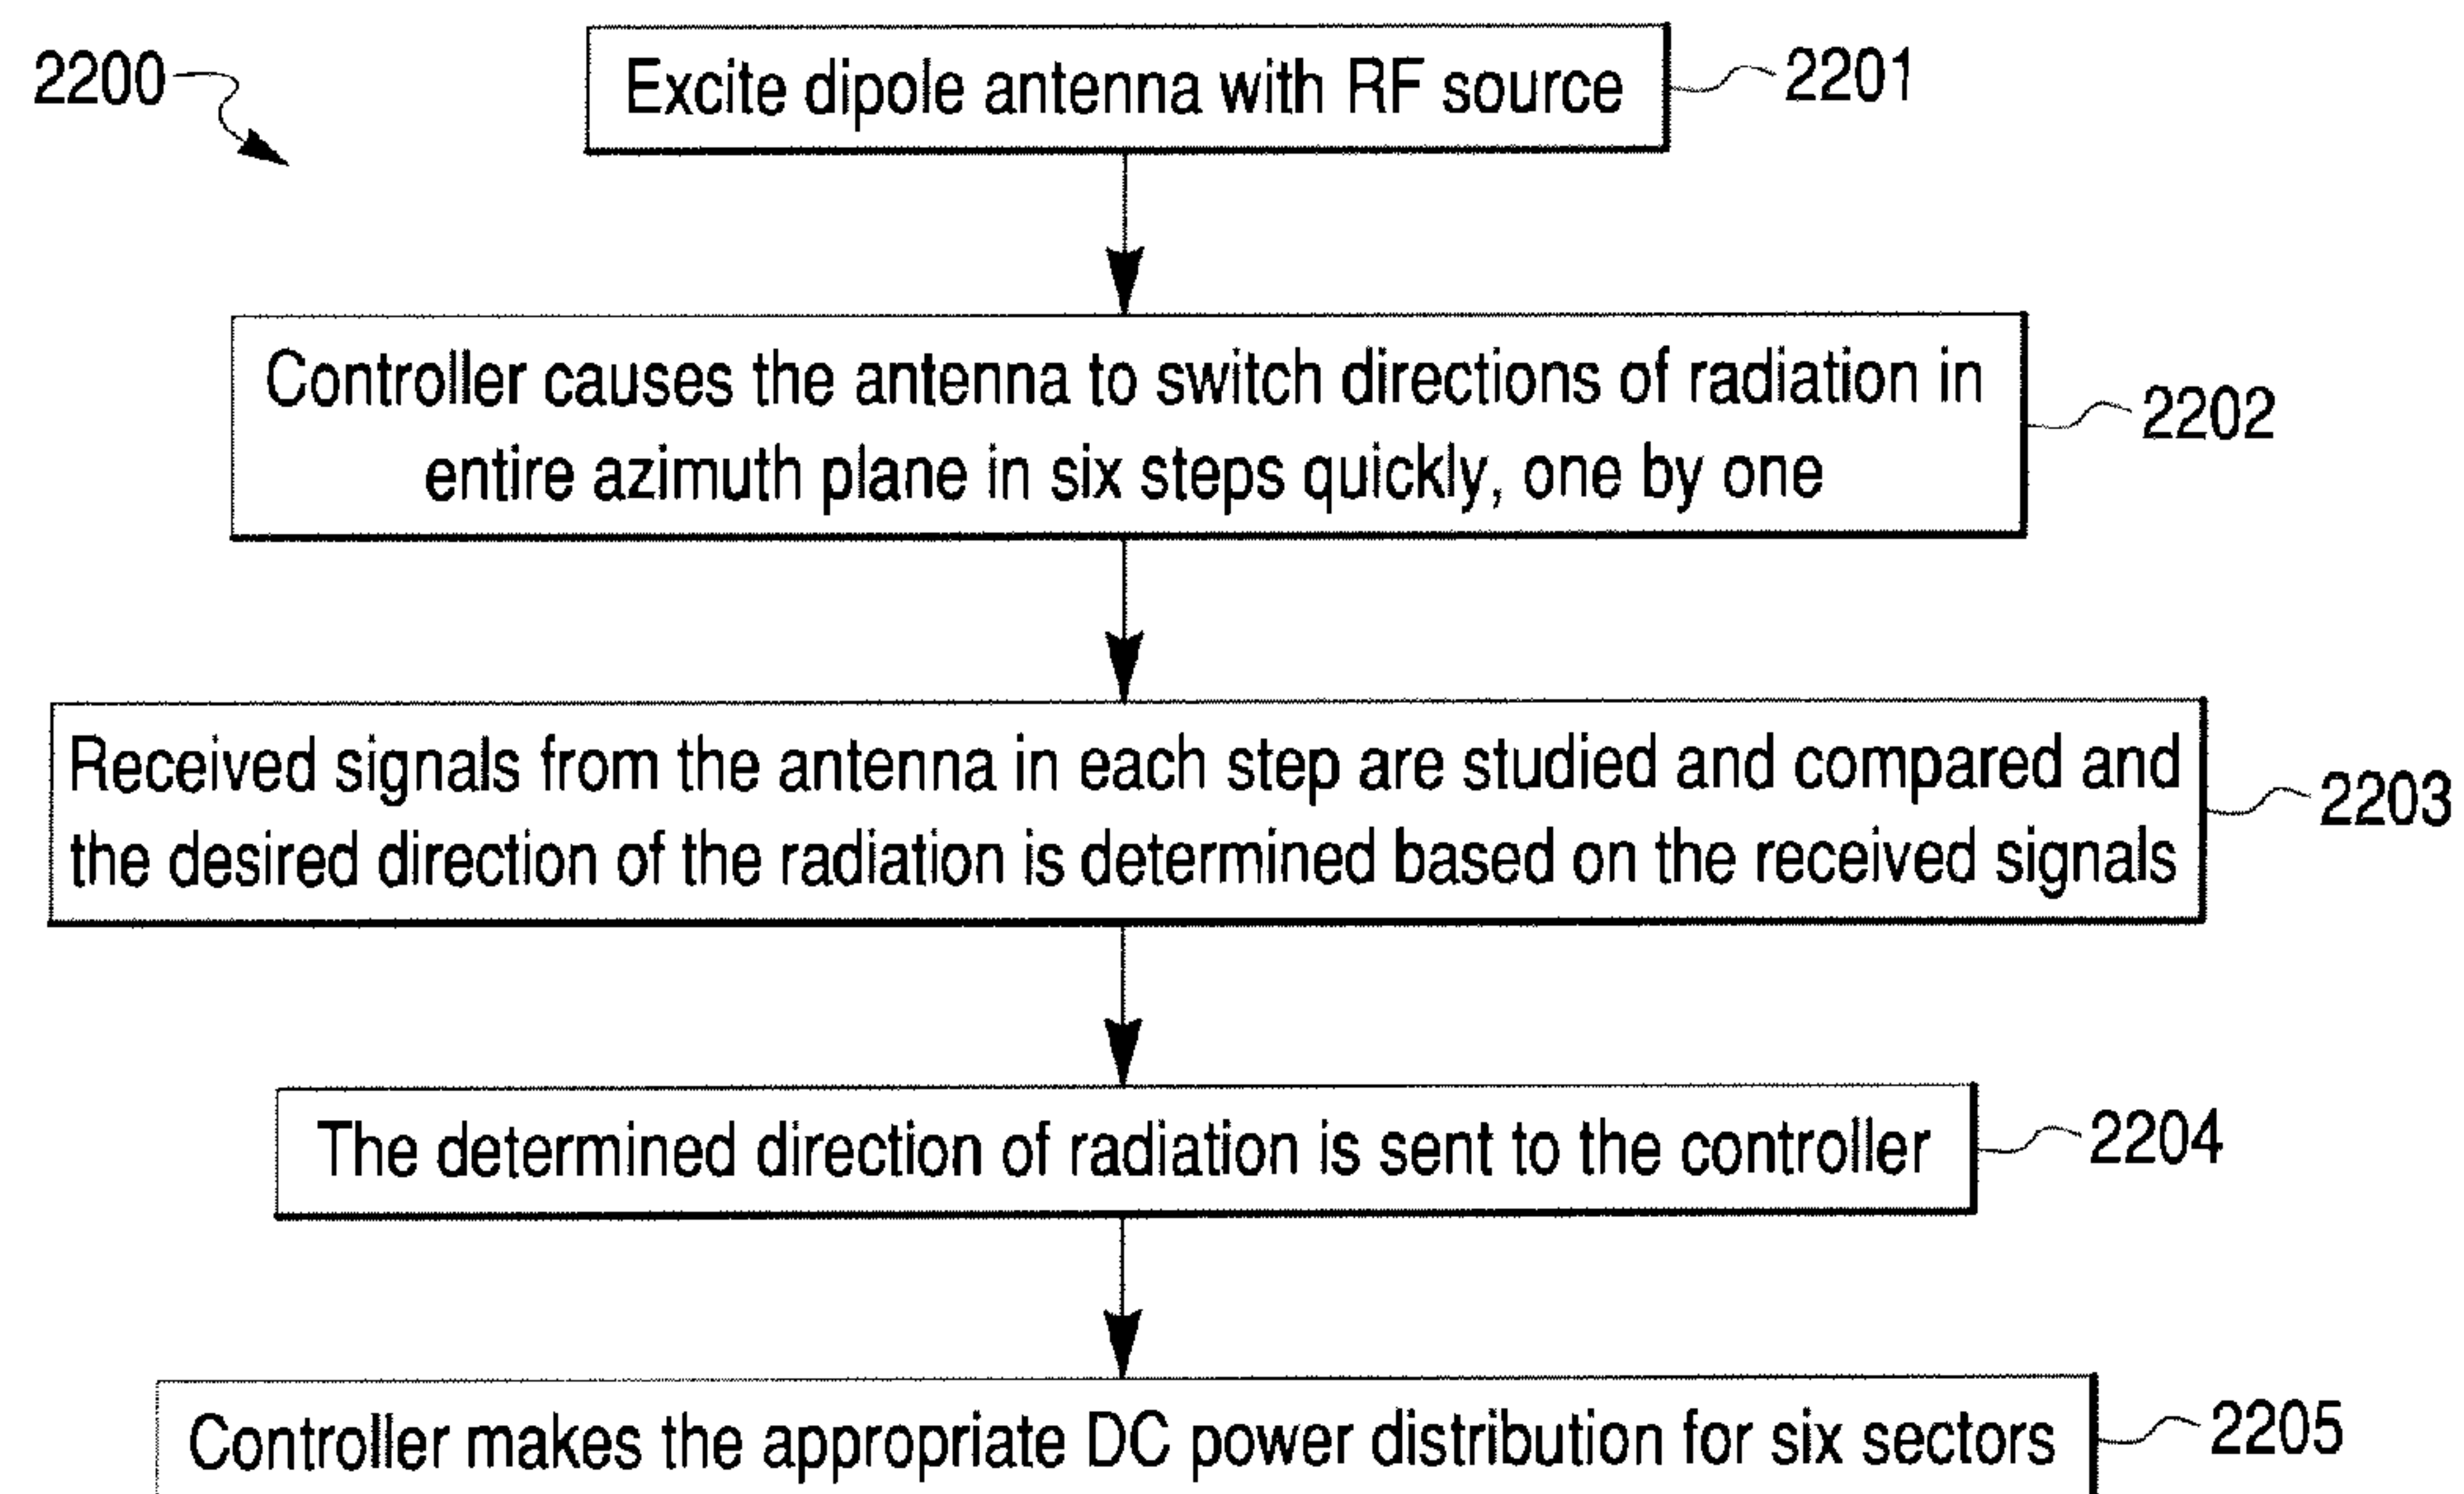 2200
Excite dipole antenna with RF source
2201
Controller causes the antenna to switch directions of radiation in
entire azimuth plane in six steps quickly, one by one
2202
Received signals from the antenna in each step are studied and compared and
the desired direction of the radiation is determined based on the received signals
2203
The determined direction of radiation is sent to the controller
2204
Controller makes the appropriate DC power distribution for six sectors
2205